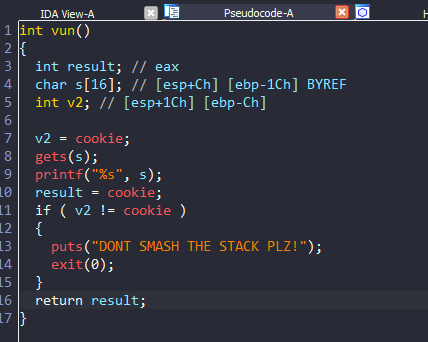 IDA View-A Pseudocode-A H
1 int vun()
2 {
3 int result; // eax
4 char s[16]; // [esp+Ch] [ebp-1Ch] BYREF
5 int v2; // [esp+1Ch] [ebp-Ch]
6
7 v2 = cookie;
8 gets(s);
9 printf("%s", s);
10 result = cookie;
11 if ( v2 != cookie )
12 {
13 puts("DONT SMASH THE STACK PLZ!");
14 exit(0);
15 }
16 return result;
17 }